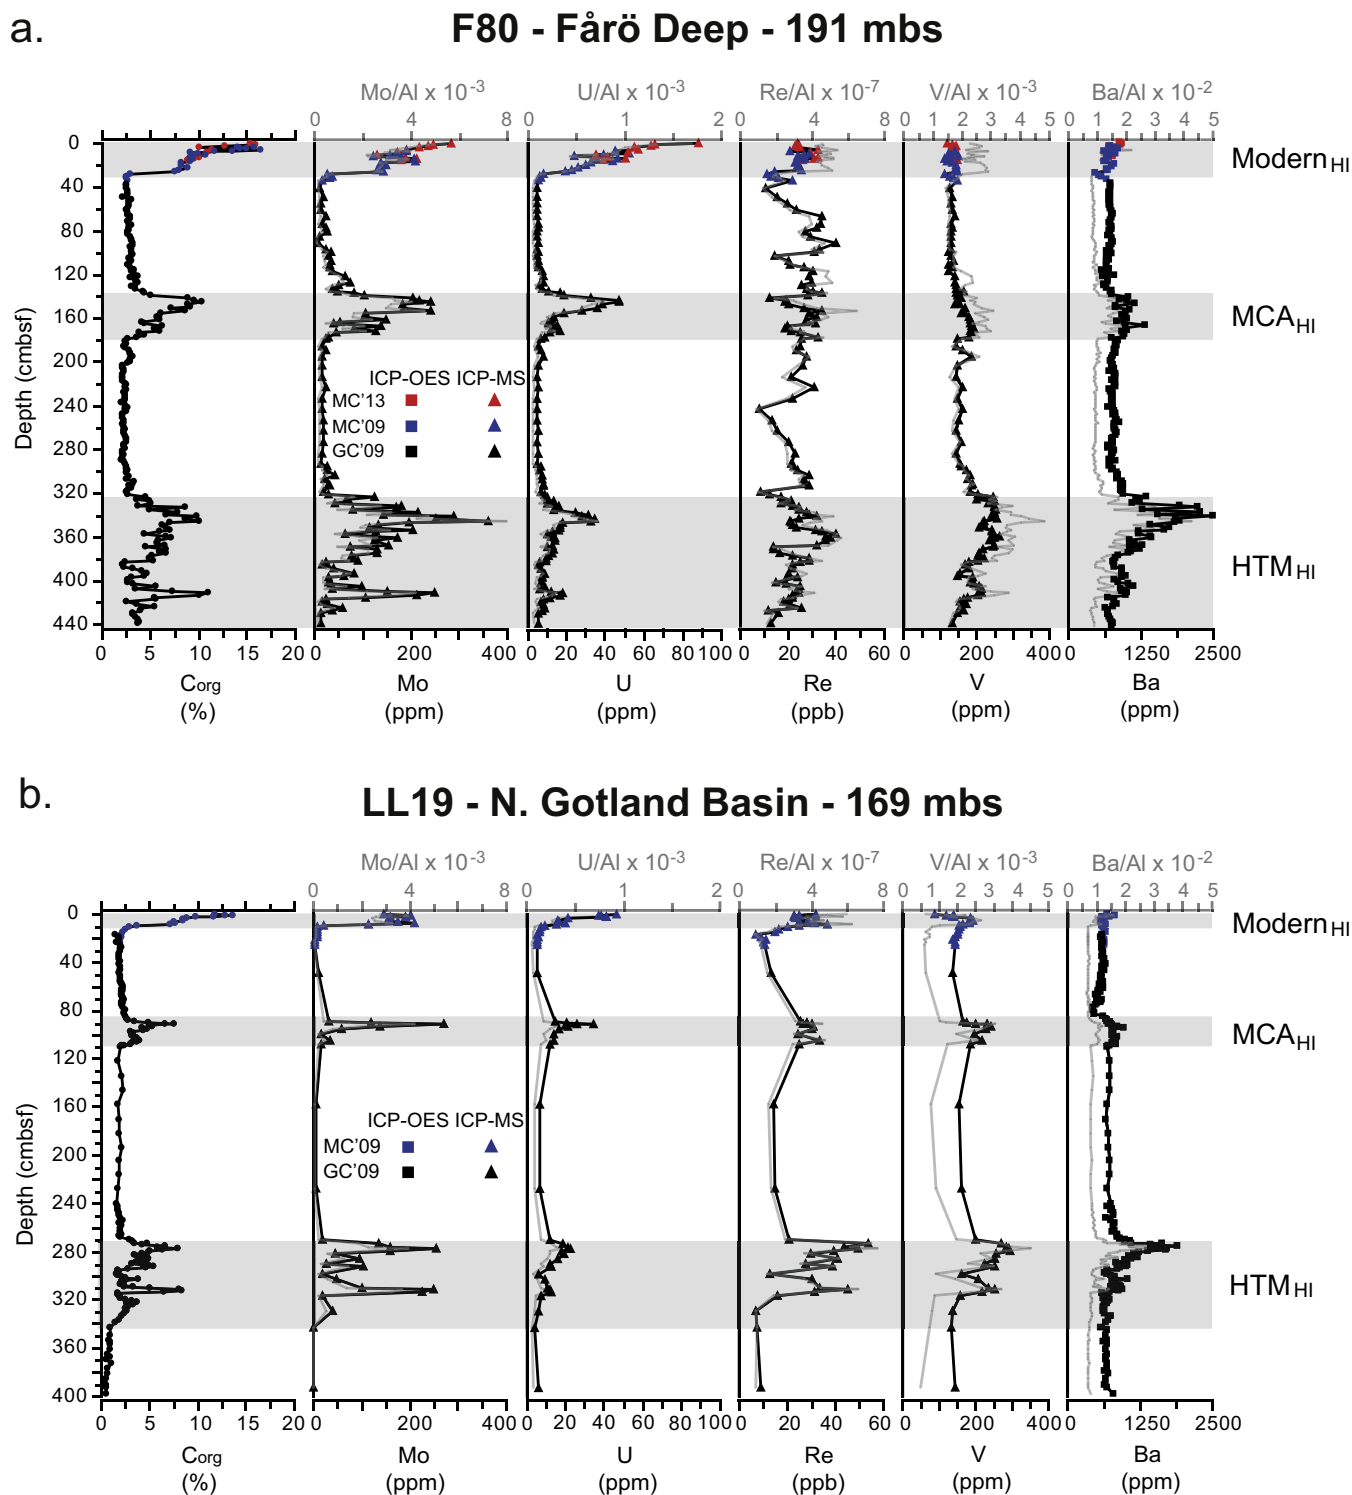 a.
F80 - Fårö Deep - 191 mbs
Mo/Al x 10-3
U/Al x 10-3
Re/Al x 10-7
V/Al x 10-3
Ba/Al x 10-2
0 4 8 0 1 2 0 4 8 0 1 2 3 4 5 0 1 2 3 4 5
0
40
80
120
160
200
240
280
320
360
400
440
Depth (cmbsf)
ModernHI
MCAHI
HTMHI
ICP-OES ICP-MS
MC'13
MC'09
GC'09
0 5 10 15 20 0 200 400 0 20 40 60 80 100 0 20 40 60 0 200 400 0 1250 2500
Corg Mo U Re V Ba
(%) (ppm) (ppm) (ppb) (ppm) (ppm)
b.
LL19 - N. Gotland Basin - 169 mbs
Mo/Al x 10-3
U/Al x 10-3
Re/Al x 10-7
V/Al x 10-3
Ba/Al x 10-2
0 4 8 0 1 2 0 4 8 0 1 2 3 4 5 0 1 2 3 4 5
0
40
80
120
160
200
240
280
320
360
400
Depth (cmbsf)
ModernHI
MCAHI
HTMHI
ICP-OES ICP-MS
MC'09
GC'09
0 5 10 15 20 0 200 400 0 20 40 60 80 100 0 20 40 60 0 200 400 0 1250 2500
Corg Mo U Re V Ba
(%) (ppm) (ppm) (ppb) (ppm) (ppm)